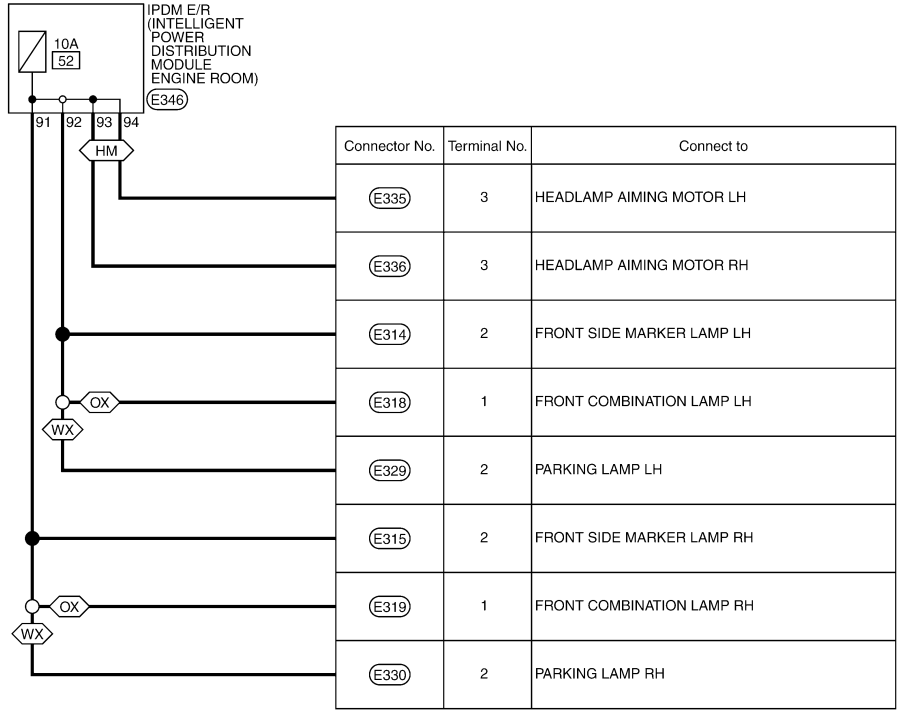 IPDM E/R
(INTELLIGENT
POWER
DISTRIBUTION
MODULE
ENGINE ROOM)
10A
52
E346
91 92 93 94
HM
Connector No. Terminal No. Connect to
E335 3 HEADLAMP AIMING MOTOR LH
E336 3 HEADLAMP AIMING MOTOR RH
E314 2 FRONT SIDE MARKER LAMP LH
OX E318 1 FRONT COMBINATION LAMP LH
WX
E329 2 PARKING LAMP LH
E315 2 FRONT SIDE MARKER LAMP RH
OX E319 1 FRONT COMBINATION LAMP RH
WX
E330 2 PARKING LAMP RH